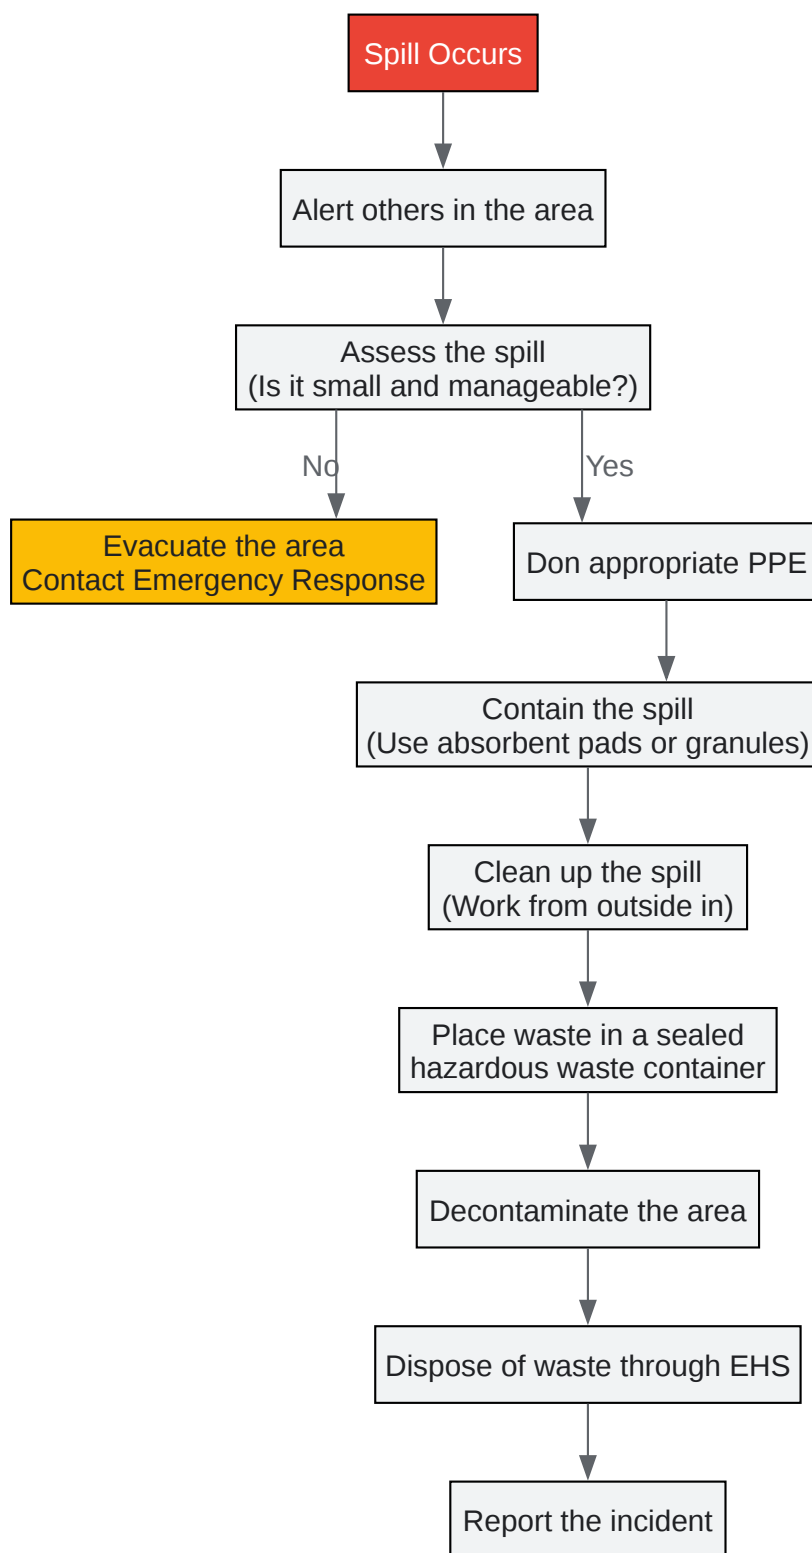 Spill Occurs
Alert others in the area
Assess the spill
(Is it small and manageable?)
No
Yes
Evacuate the area
Contact Emergency Response
Don appropriate PPE
Contain the spill
(Use absorbent pads or granules)
Clean up the spill
(Work from outside in)
Place waste in a sealed
hazardous waste container
Decontaminate the area
Dispose of waste through EHS
Report the incident